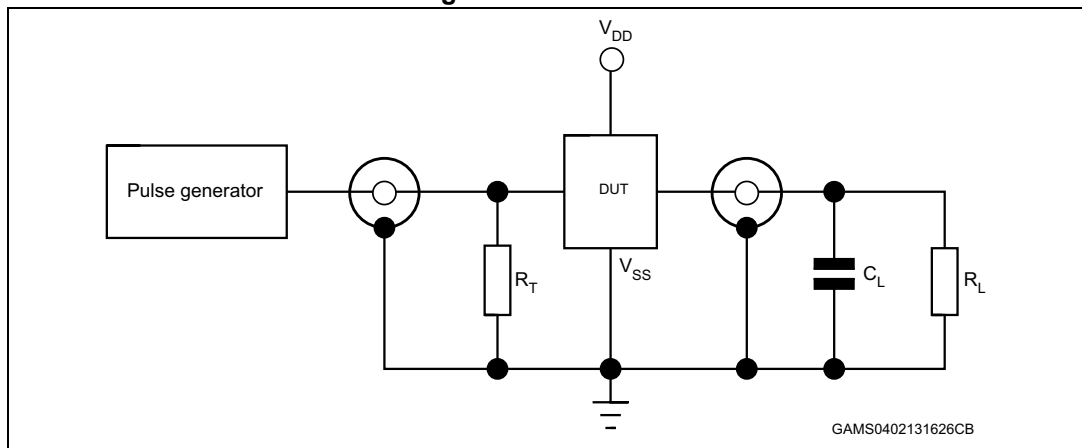 g
V_DD
Pulse generator
DUT
V_SS
R_T
C_L
R_L
GAMS0402131626CB